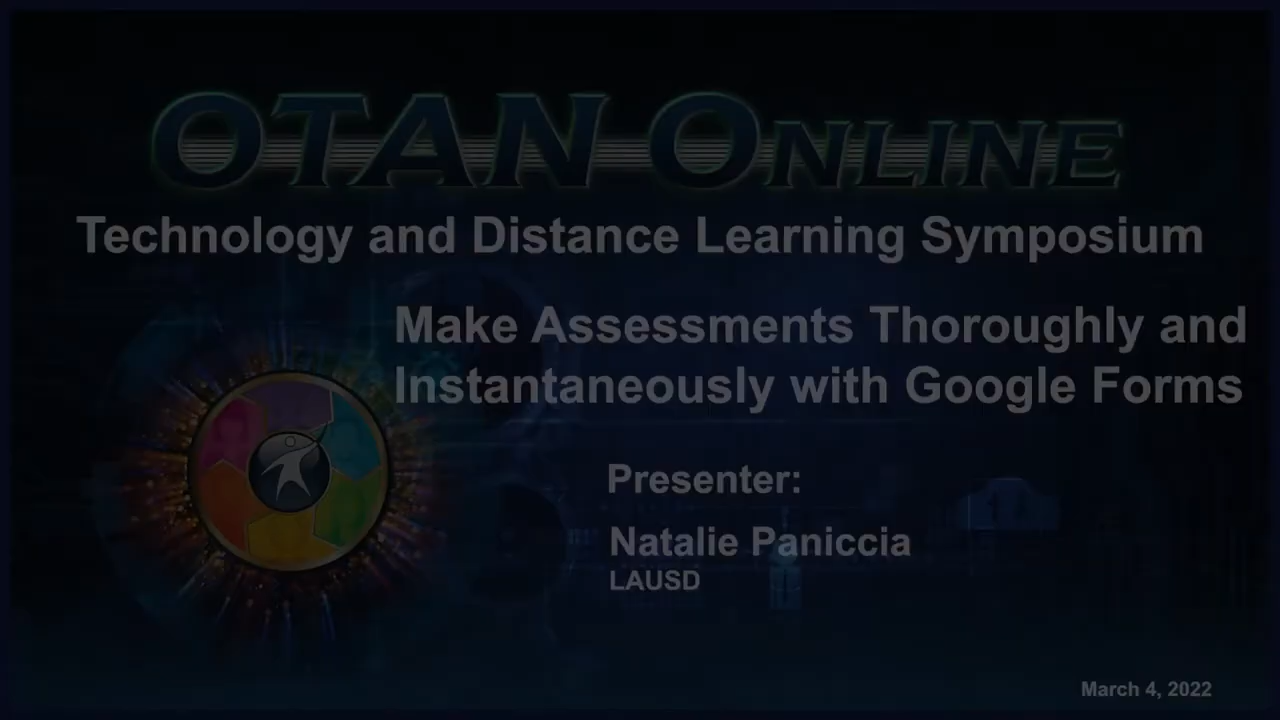 OTAN ONLINE
Technology and Distance Learning Symposium
Make Assessments Thoroughly and
Instantaneously with Google Forms
Presenter:
Natalie Paniccia
LAUSD
March 4, 2022